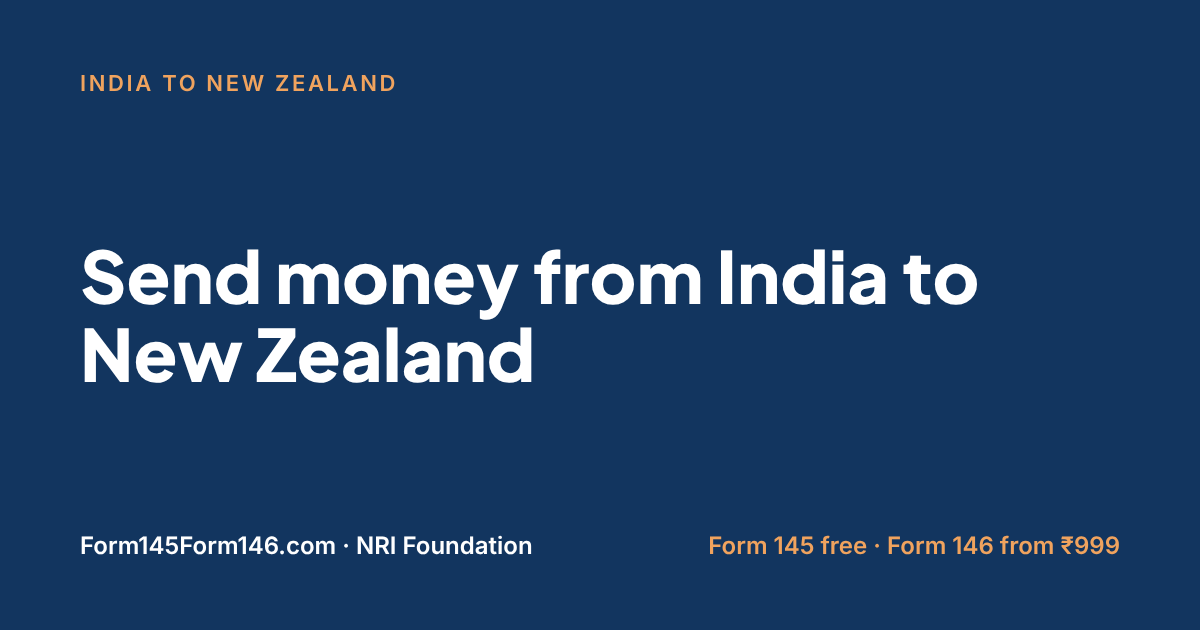 INDIA TO NEW ZEALAND
Send money from India to
New Zealand
Form145Form146.com · NRI Foundation
Form 145 free · Form 146 from ₹999